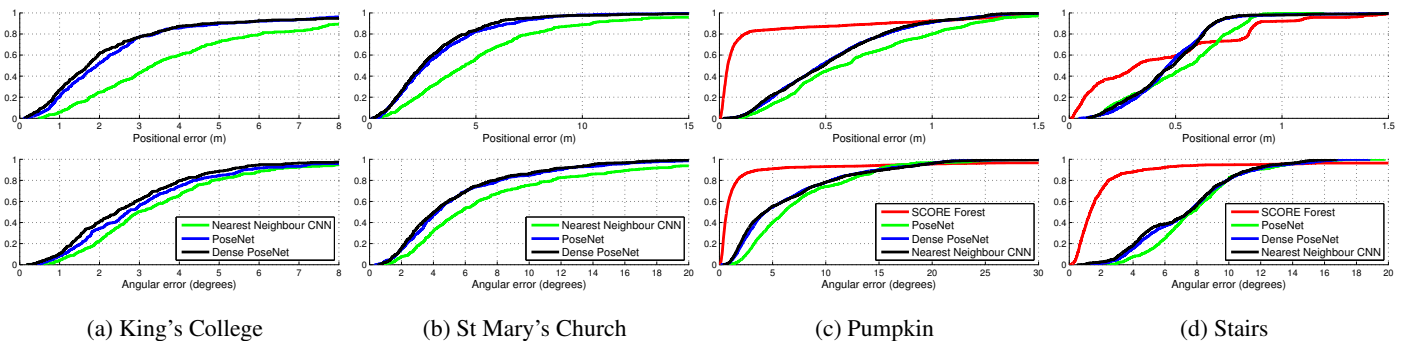 1
0.8
0.6
0.4
0.2
0
0 1 2 3 4 5 6 7 8
Positional error (m)
1
0.8
0.6
0.4
0.2
0
0 5 10 15
Positional error (m)
1
0.8
0.6
0.4
0.2
0
0 0.5 1 1.5
Positional error (m)
1
0.8
0.6
0.4
0.2
0
0 0.5 1 1.5
Positional error (m)
1
0.8
0.6
0.4
0.2
0
Nearest Neighbour CNN
PoseNet
Dense PoseNet
0 1 2 3 4 5 6 7 8
Angular error (degrees)
1
0.8
0.6
0.4
0.2
0
Nearest Neighbour CNN
PoseNet
Dense PoseNet
2 4 6 8 10 12 14 16 18 20
Angular error (degrees)
1
0.8
0.6
0.4
0.2
0
SCORE Forest
PoseNet
Dense PoseNet
Nearest Neighbour CNN
0 5 10 15 20 25 30
Angular error (degrees)
1
0.8
0.6
0.4
0.2
0
SCORE Forest
PoseNet
Dense PoseNet
Nearest Neighbour CNN
0 2 4 6 8 10 12 14 16 18 20
Angular error (degrees)
(a) King's College
(b) St Mary's Church
(c) Pumpkin
(d) Stairs